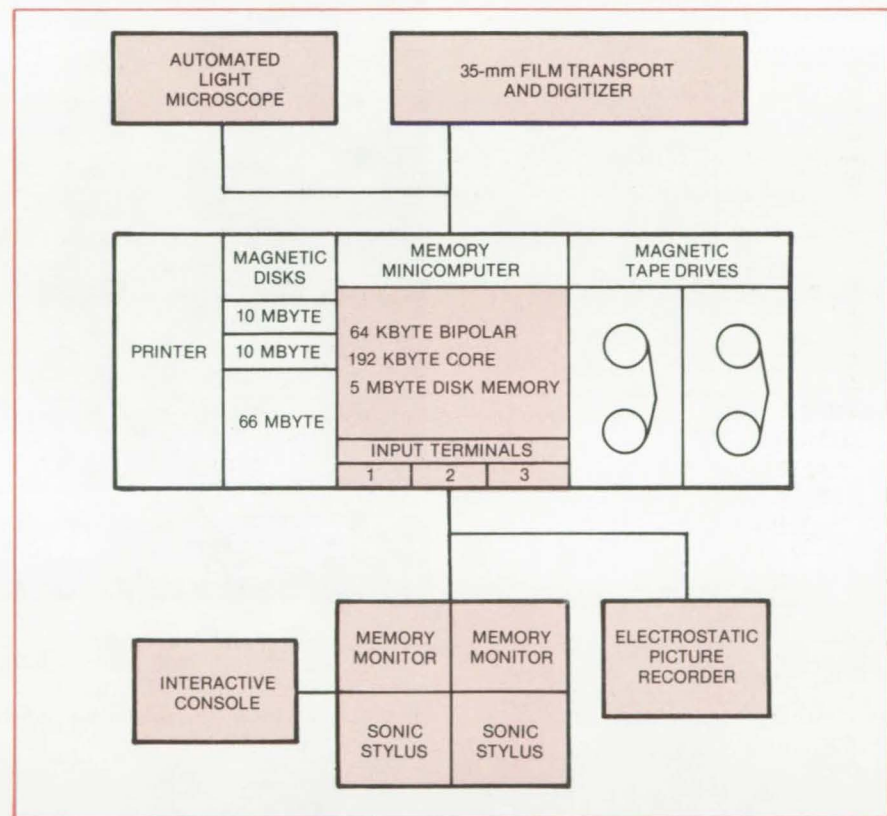 AUTOMATED
LIGHT
MICROSCOPE
35-mm FILM TRANSPORT
AND DIGITIZER
PRINTER
MAGNETIC
DISKS
10 MBYTE
10 MBYTE
66 MBYTE
MEMORY
MINICOMPUTER
64 KBYTE BIPOLAR
192 KBYTE CORE
5 MBYTE DISK MEMORY
INPUT TERMINALS
1 2 3
MAGNETIC
TAPE DRIVES
INTERACTIVE
CONSOLE
MEMORY
MONITOR
MEMORY
MONITOR
SONIC
STYLUS
SONIC
STYLUS
ELECTROSTATIC
PICTURE
RECORDER